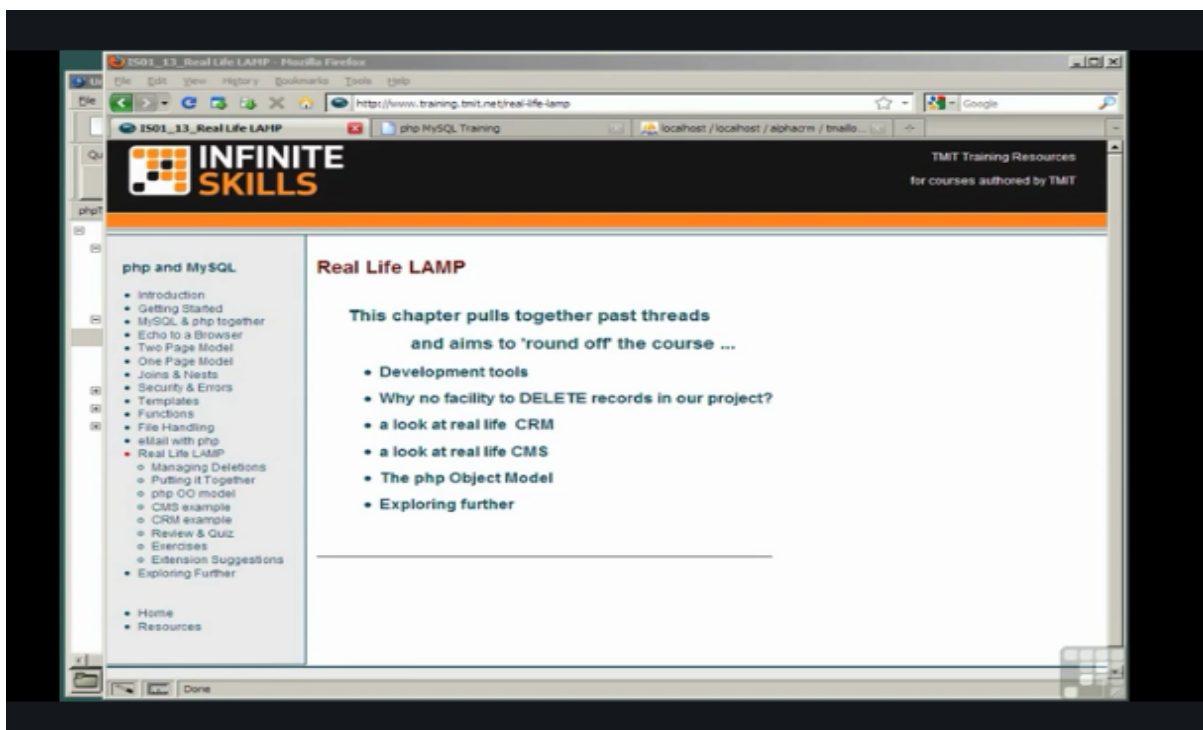 IS01_13_Real Life LAMP - Mozilla Firefox
File Edit View History Bookmarks Tools Help
http://www.training.tmit.net/real-life-lamp
Google
IS01_13_Real Life LAMP
php MySQL Training
localhost / localhost / alphacrm / tmallo...
INFINITE
SKILLS
TMIT Training Resources
for courses authored by TMIT
php and MySQL
Introduction
Getting Started
MySQL & php together
Echo to a Browser
Two Page Model
One Page Model
Joins & Nests
Security & Errors
Templates
Functions
File Handling
eMail with php
Real Life LAMP
Managing Deletions
Putting it Together
php OO model
CMS example
CRM example
Review & Quiz
Exercises
Extension Suggestions
Exploring Further
Home
Resources
Real Life LAMP
This chapter pulls together past threads
and aims to 'round off' the course ...
Development tools
Why no facility to DELETE records in our project?
a look at real life CRM
a look at real life CMS
The php Object Model
Exploring further
Done